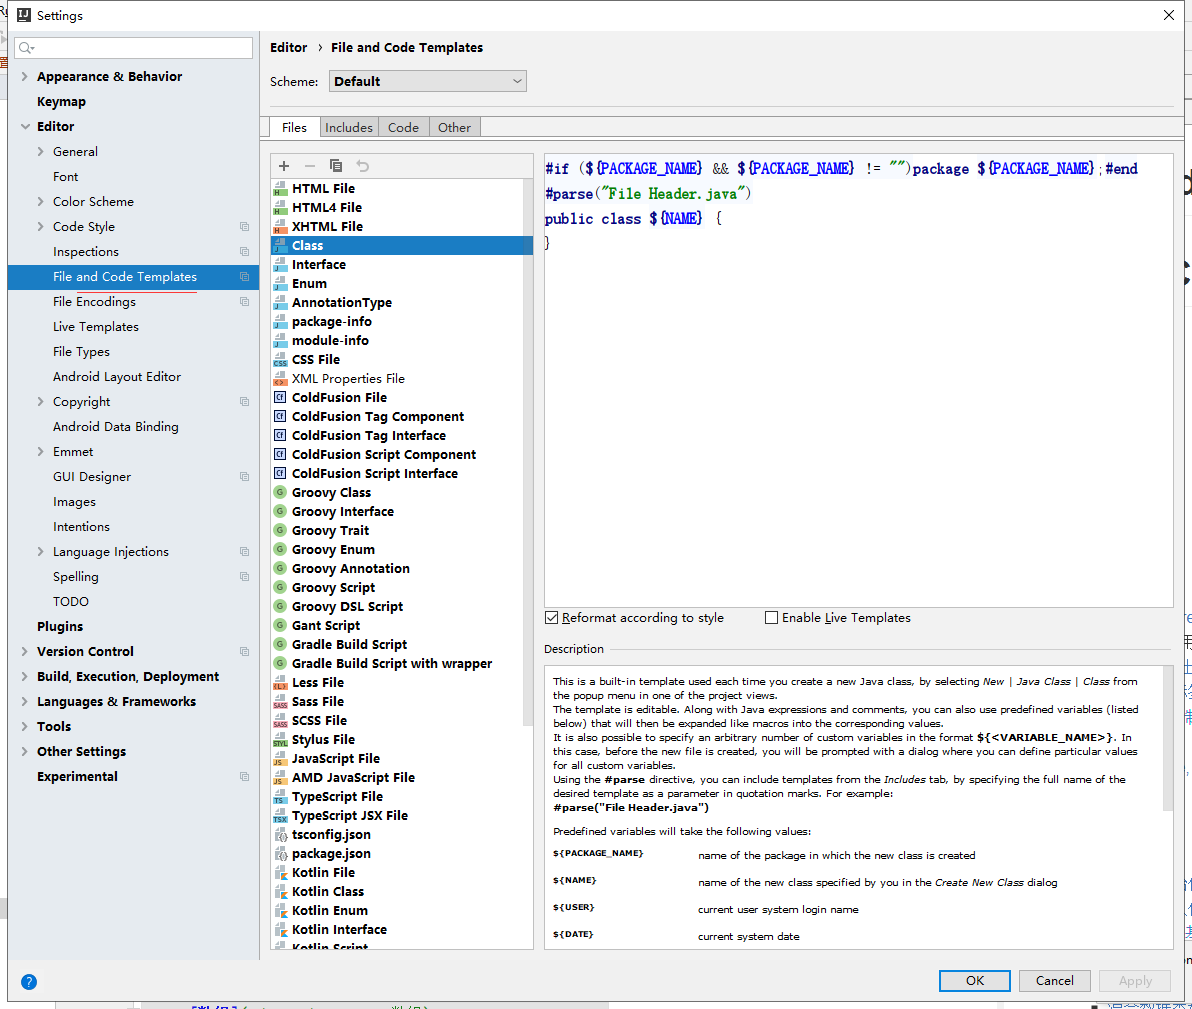 Settings
Appearance & Behavior
Keymap
Editor
General
Font
Color Scheme
Code Style
Inspections
File and Code Templates
File Encodings
Live Templates
File Types
Android Layout Editor
Copyright
Android Data Binding
Emmet
GUI Designer
Images
Intentions
Language Injections
Spelling
TODO
Plugins
Version Control
Build, Execution, Deployment
Languages & Frameworks
Tools
Other Settings
Experimental
Editor › File and Code Templates
Scheme: Default
Files Includes Code Other
HTML File
HTML4 File
XHTML File
Class
Interface
Enum
AnnotationType
package-info
module-info
CSS File
XML Properties File
ColdFusion File
ColdFusion Tag Component
ColdFusion Tag Interface
ColdFusion Script Component
ColdFusion Script Interface
Groovy Class
Groovy Interface
Groovy Trait
Groovy Enum
Groovy Annotation
Groovy Script
Groovy DSL Script
Gant Script
Gradle Build Script
Gradle Build Script with wrapper
Less File
Sass File
SCSS File
Stylus File
JavaScript File
AMD JavaScript File
TypeScript File
TypeScript JSX File
tsconfig.json
package.json
Kotlin File
Kotlin Class
Kotlin Enum
Kotlin Interface
Kotlin Script
#if (${PACKAGE_NAME} && ${PACKAGE_NAME} != "")package ${PACKAGE_NAME};#end
#parse("File Header.java")
public class ${NAME} {
}
Reformat according to style Enable Live Templates
Description
This is a built-in template used each time you create a new Java class, by selecting New | Java Class | Class from
the popup menu in one of the project views.
The template is editable. Along with Java expressions and comments, you can also use predefined variables (listed
below) that will then be expanded like macros into the corresponding values.
It is also possible to specify an arbitrary number of custom variables in the format ${<VARIABLE_NAME>}. In
this case, before the new file is created, you will be prompted with a dialog where you can define particular values
for all custom variables.
Using the #parse directive, you can include templates from the Includes tab, by specifying the full name of the
desired template as a parameter in quotation marks. For example:
#parse("File Header.java")
Predefined variables will take the following values:
${PACKAGE_NAME} name of the package in which the new class is created
${NAME} name of the new class specified by you in the Create New Class dialog
${USER} current user system login name
${DATE} current system date
? OK Cancel Apply